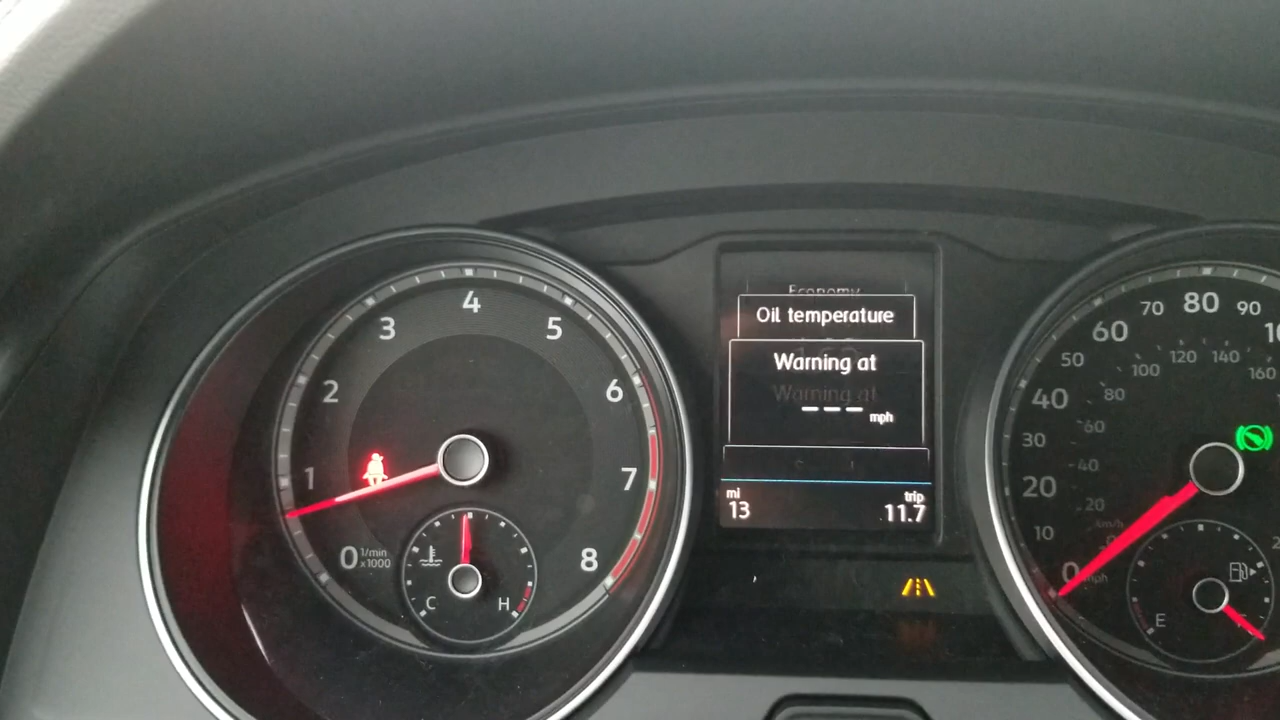 4
3
5
2
6
1
7
0 1/min x1000
8
C
H
Economy
Oil temperature
Warning at
Warning at
--- mph
mi
13
trip
11.7
70 80 90
60
50
120 140
100
160
40
80
30
60
40
20
20
10
km/h
0
0 mph
E